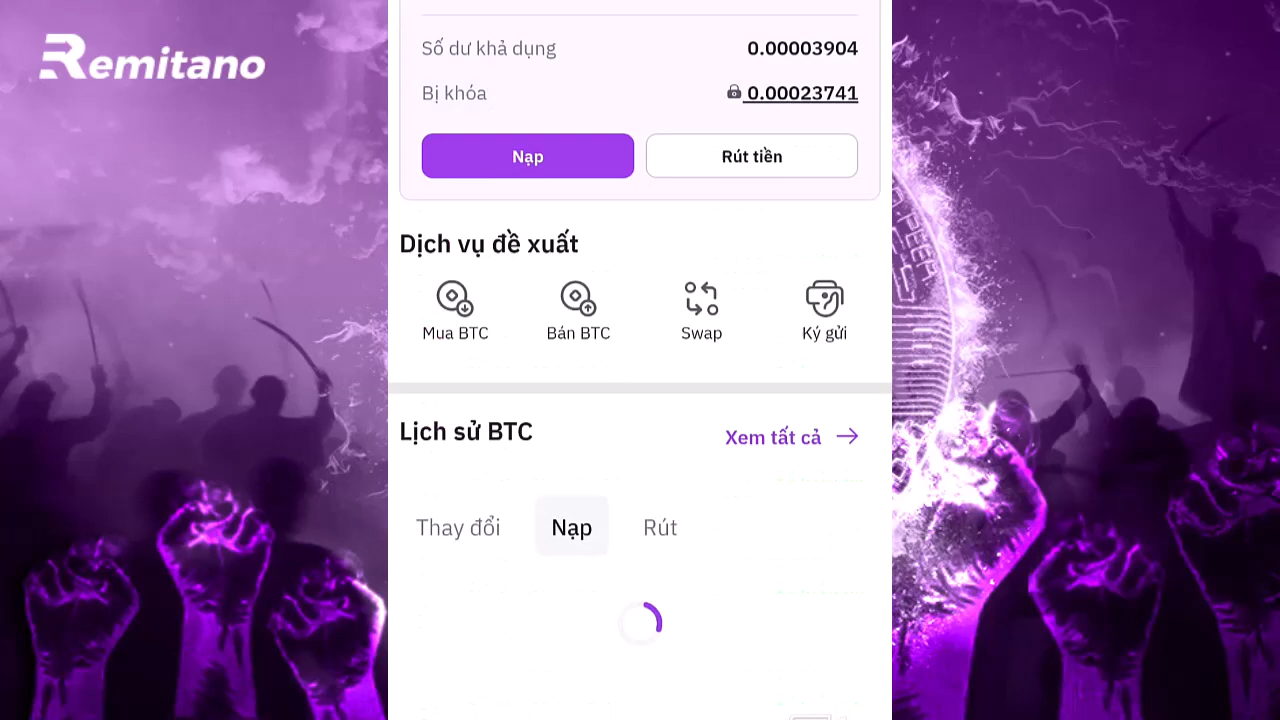 Remitano
Số dư khả dụng 0.00003904
Bị khóa 0.00023741
Nạp Rút tiền
Dịch vụ đề xuất
Mua BTC Bán BTC Swap Ký gửi
Lịch sử BTC Xem tất cả
Thay đổi Nạp Rút